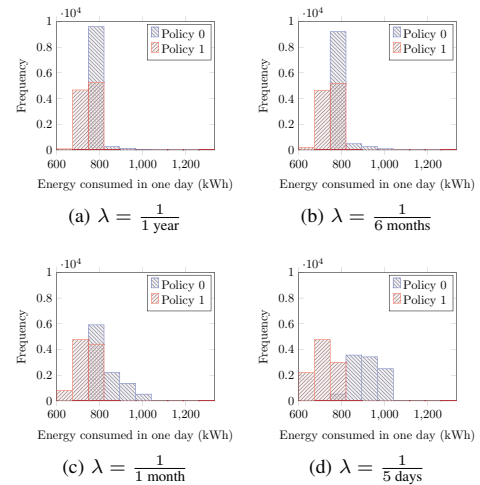 ·10⁴
1
0.8
0.6
0.4
0.2
0
Frequency
Policy 0
Policy 1
600 800 1,000 1,200
Energy consumed in one day (kWh)
(a) λ = 1/1 year
·10⁴
1
0.8
0.6
0.4
0.2
0
Frequency
Policy 0
Policy 1
600 800 1,000 1,200
Energy consumed in one day (kWh)
(b) λ = 1/6 months
·10⁴
1
0.8
0.6
0.4
0.2
0
Frequency
Policy 0
Policy 1
600 800 1,000 1,200
Energy consumed in one day (kWh)
(c) λ = 1/1 month
·10⁴
1
0.8
0.6
0.4
0.2
0
Frequency
Policy 0
Policy 1
600 800 1,000 1,200
Energy consumed in one day (kWh)
(d) λ = 1/5 days